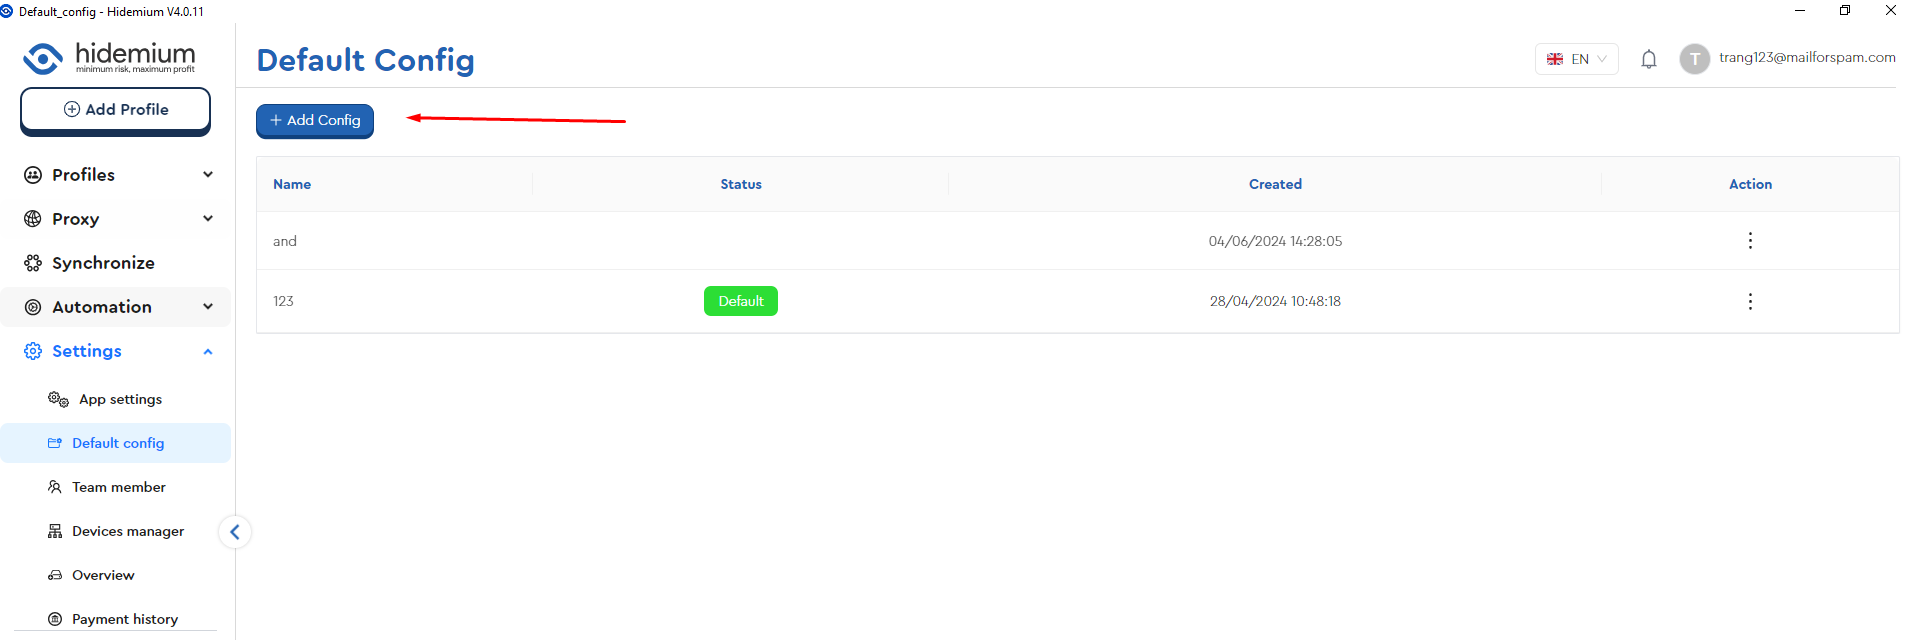 Default_config - Hidemium V4.0.11
hidemium
minimum risk, maximum profit
Add Profile
Profiles
Proxy
Synchronize
Automation
Settings
App settings
Default config
Team member
Devices manager
Overview
Payment history
Default Config
EN
T
trang123@mailforspam.com
+ Add Config
Name Status Created Action
and 04/06/2024 14:28:05
123 Default 28/04/2024 10:48:18